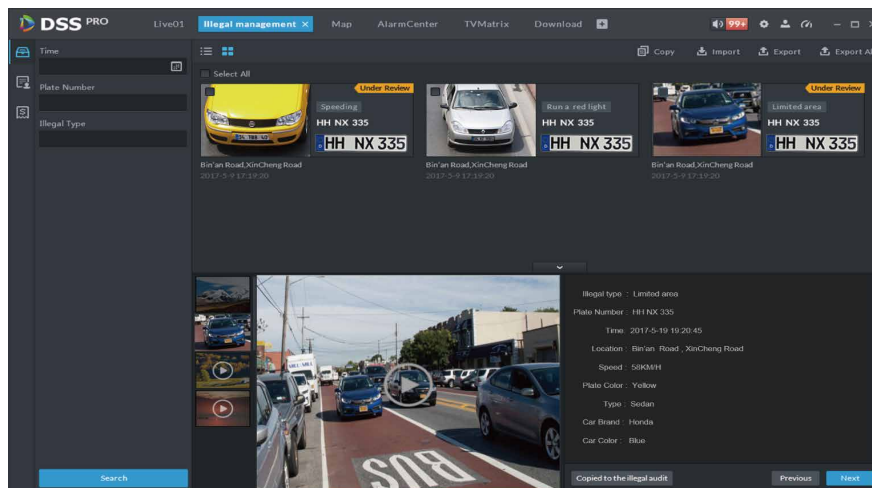 DSS PRO
Live01
Illegal management ×
Map
AlarmCenter
TVMatrix
Download
99+
Time
Plate Number
Illegal Type
Search
Copy
Import
Export
Export Al
Select All
Under Review
Speeding
HH NX 335
HH NX 335
Bin'an Road,XinCheng Road
2017-5-9 17:19:20
Run a red light
HH NX 335
HH NX 335
Bin'an Road,XinCheng Road
2017-5-9 17:19:20
Under Review
Limited area
HH NX 335
HH NX 335
Bin'an Road,XinCheng Road
2017-5-9 17:19:20
BUS
Illegal type : Limited area
Plate Number : HH NX 335
Time: 2017-5-19 19:20:45
Location : Bin'an Road , XinCheng Road
Speed : 58KM/H
Plate Color : Yellow
Type : Sedan
Car Brand : Honda
Car Color : Blue
Copied to the illegal audit
Previous
Next